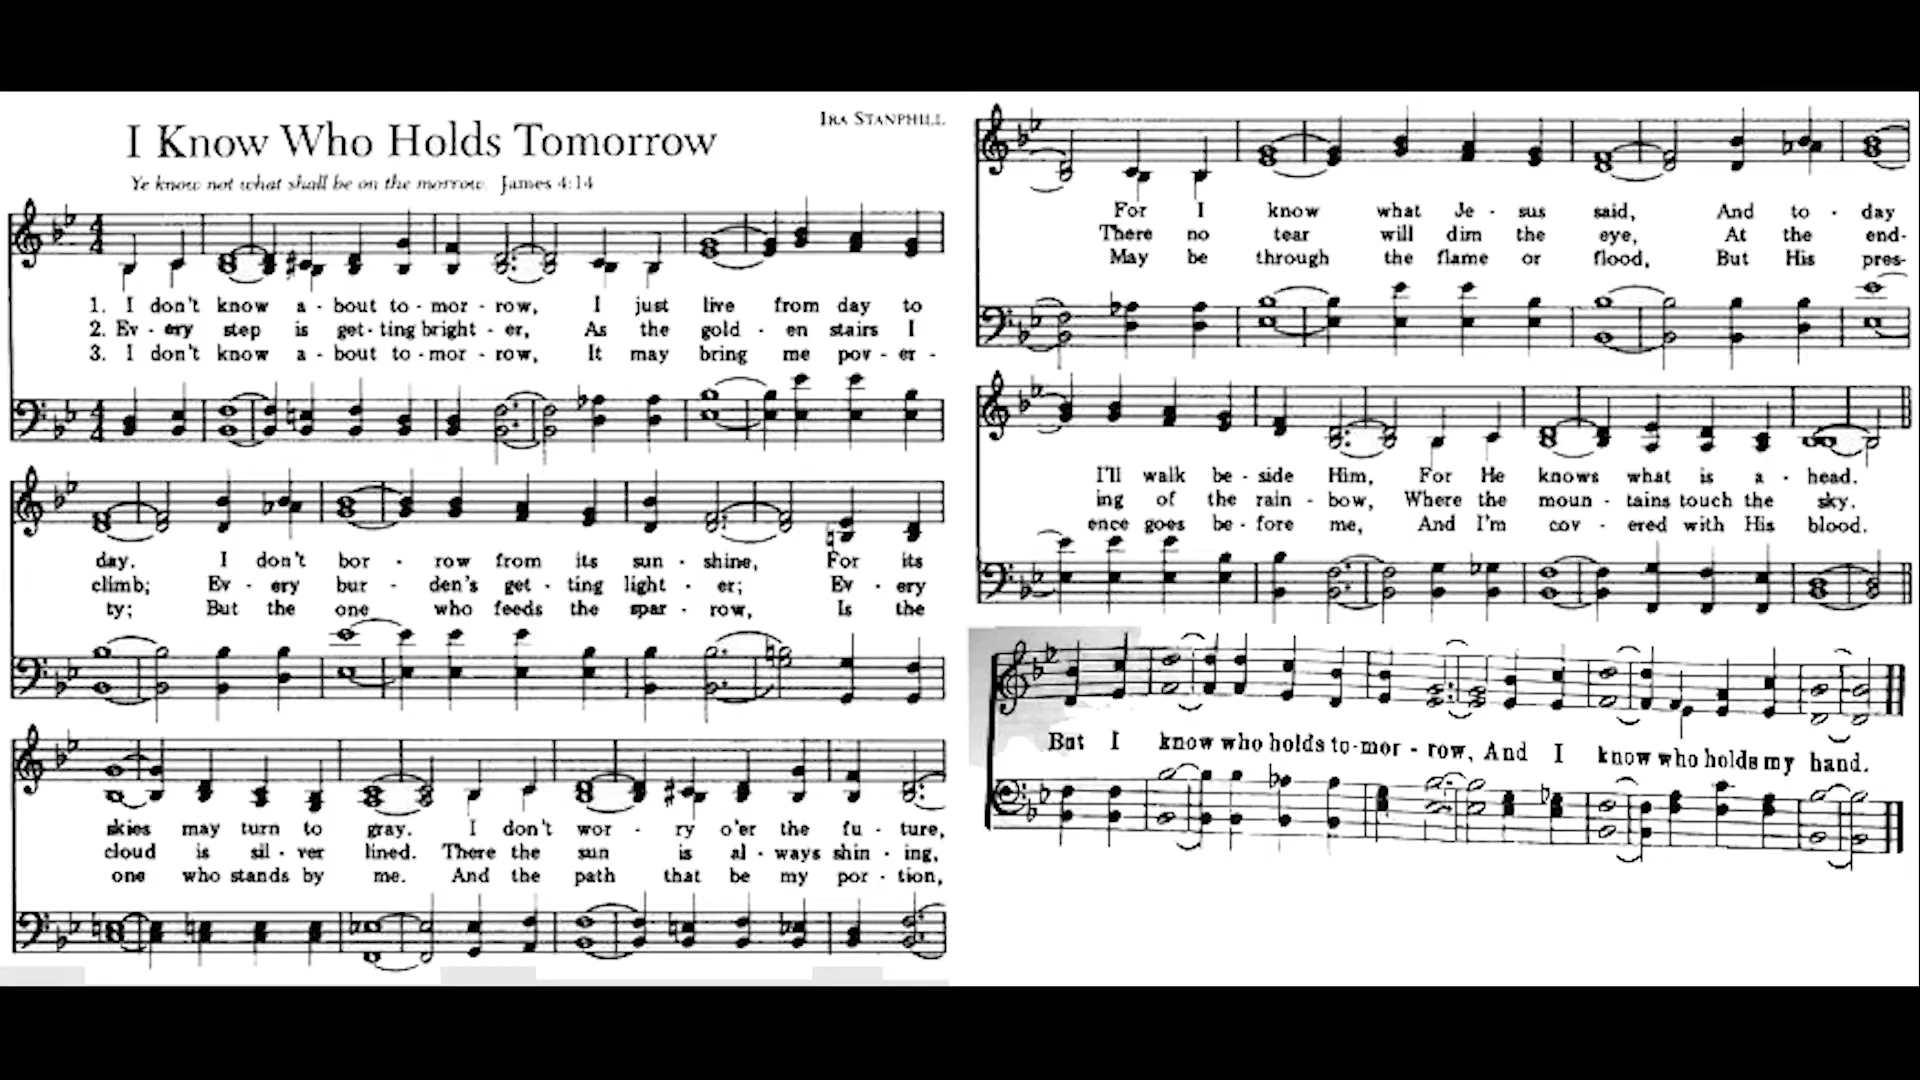 I Know Who Holds Tomorrow
IRA STANPHILL
Ye know not what shall be on the morrow. James 4:14
1. I don't know a - bout to - mor - row, I just live from day to
2. Ev - ery step is get - ting bright - er, As the gold - en stairs I
3. I don't know a - bout to - mor - row, It may bring me pov - er -
day. I don't bor - row from its sun - shine, For its
climb; Ev - ery bur - den's get - ting light - er; Ev - ery
ty; But the one who feeds the spar - row, Is the
skies may turn to gray. I don't wor - ry o'er the fu - ture,
cloud is sil - ver lined. There the sun is al - ways shin - ing,
one who stands by me. And the path that be my por - tion,
For I know what Je - sus said, And to - day
There no tear will dim the eye, At the end-
May be through the flame or flood, But His pres-
I'll walk be - side Him, For He knows what is a - head.
ing of the rain - bow, Where the moun - tains touch the sky.
ence goes be - fore me, And I'm cov - ered with His blood.
But I know who holds to-mor - row, And I know who holds my hand.